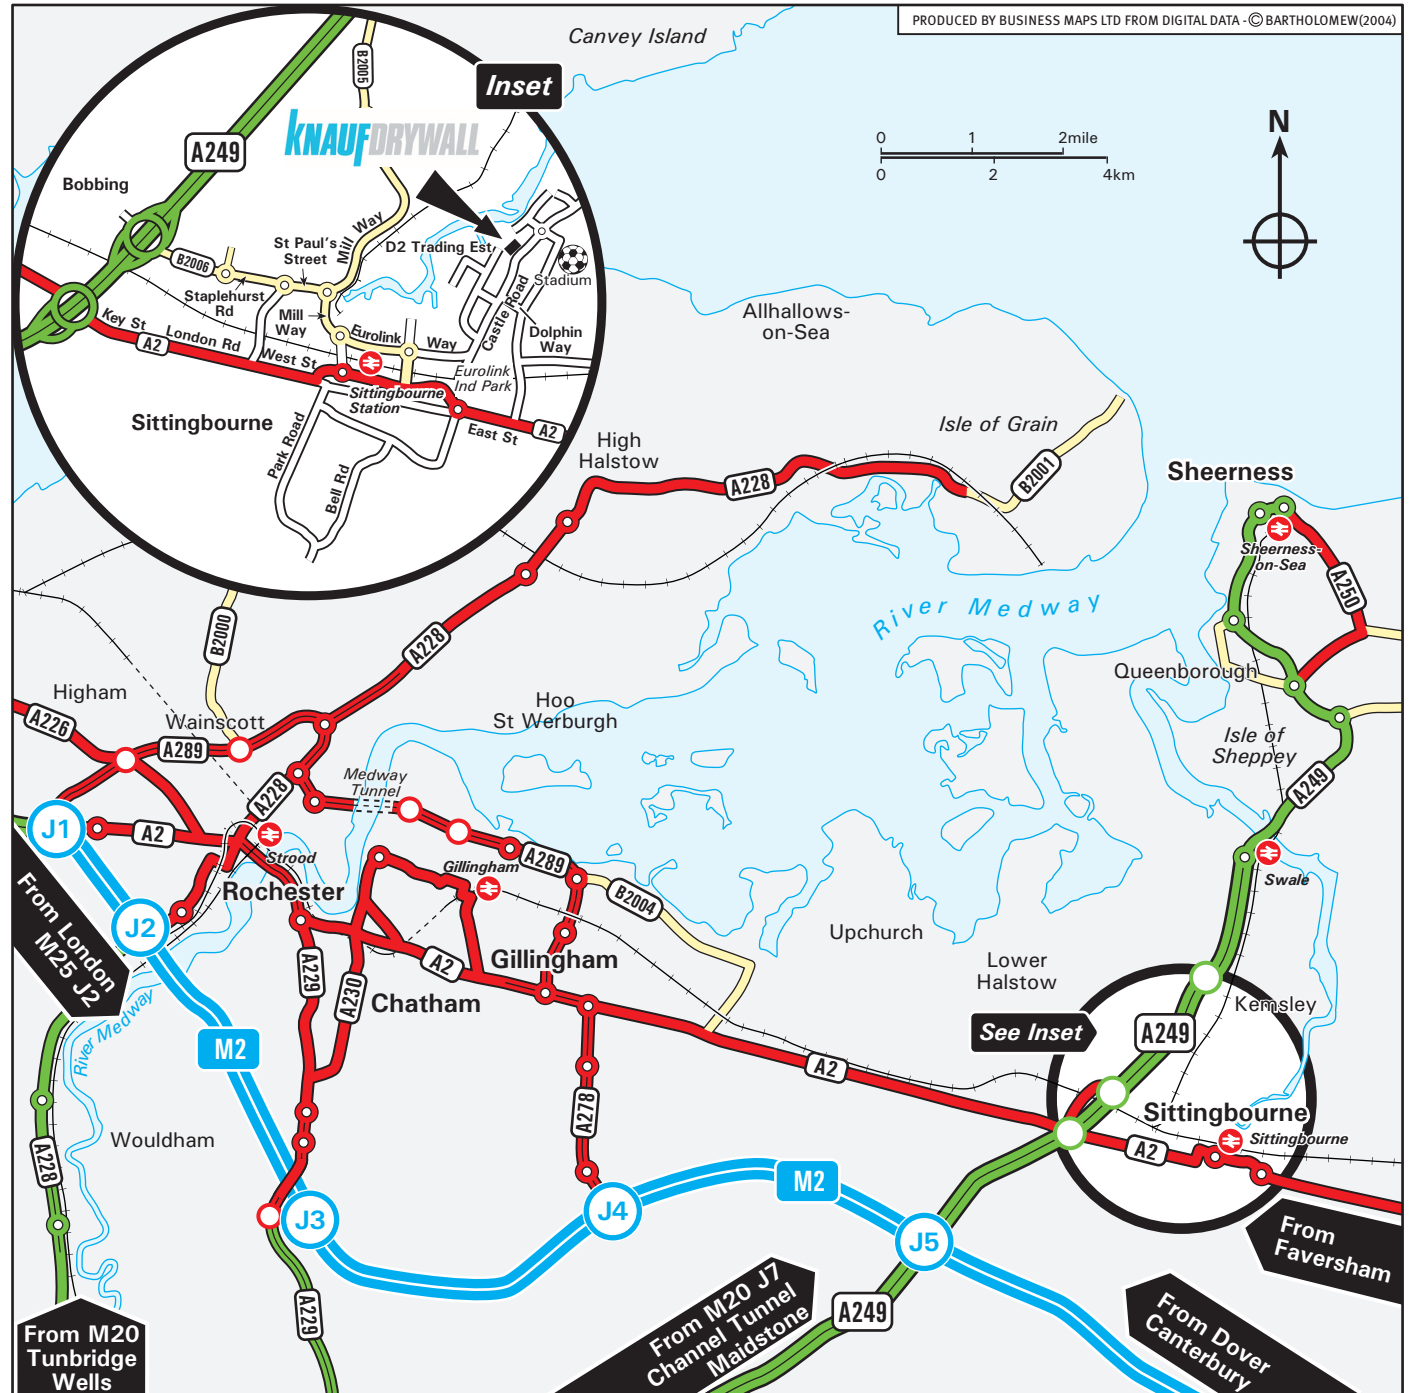 PRODUCED BY BUSINESS MAPS LTD FROM DIGITAL DATA - © BARTHOLOMEW(2004)
Canvey Island
Inset
B2005
KNAUFDRYWALL
A249
Bobbing
0 1 2mile
0 2 4km
N
St Paul's
Street
Mill Way
D2 Trading Est
B2006
Stadium
Staplehurst
Rd
Mill
Way
Key St
A2
London Rd
West St
Eurolink
Way
Castle Road
Dolphin
Way
Eurolink
Ind Park
Sittingbourne
Station
Sittingbourne
Park Road
Bell Rd
East St
A2
Allhallows-
on-Sea
High
Halstow
Isle of Grain
A228
B2001
Sheerness
Sheerness-
on-Sea
A250
River Medway
B2000
A228
Queenborough
Higham
Hoo
St Werburgh
A226
Wainscott
A289
Isle of
Sheppey
A249
Medway
Tunnel
A228
J1
A2
Strood
Gillingham
A289
Swale
Rochester
B2004
J2
From London
M25 J2
Upchurch
Gillingham
A2
Lower
Halstow
A229
A230
Chatham
Kemsley
River Medway
See Inset
A249
M2
A2
A278
Sittingbourne
Sittingbourne
A2
Wouldham
A228
M2
J3
J4
J5
From
Faversham
A229
From M20 J7
Channel Tunnel
Maidstone
A249
From Dover
Canterbury
From M20
Tunbridge
Wells